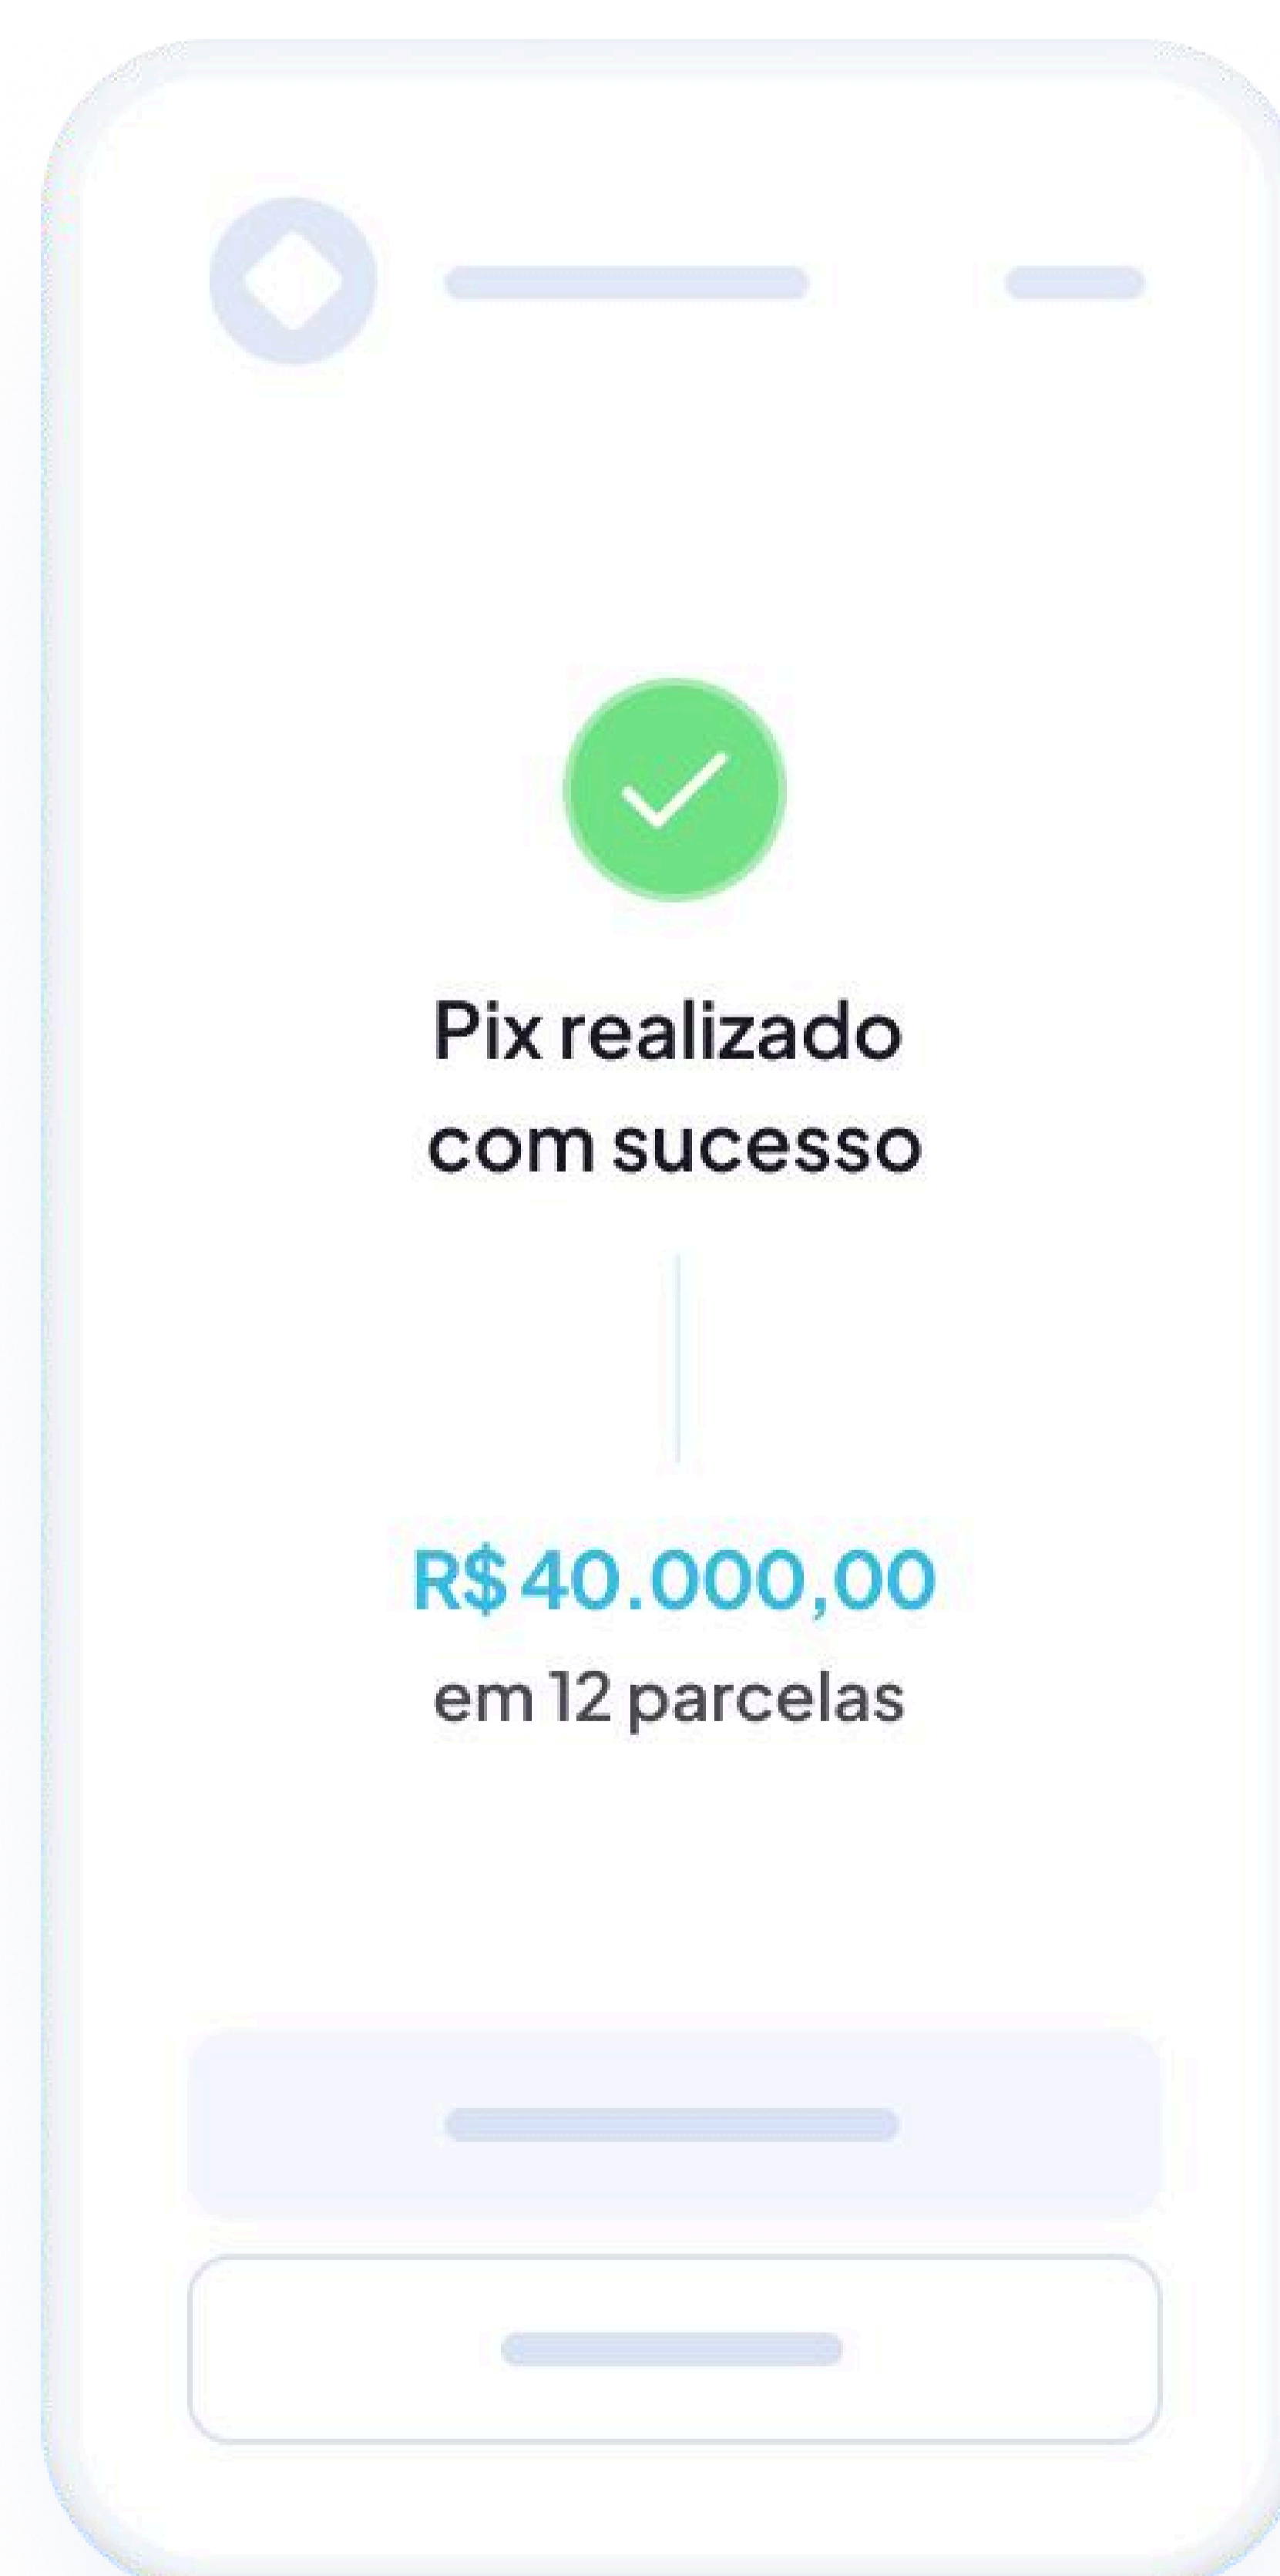 Pix realizado
com sucesso
R$ 40.000,00
em 12 parcelas